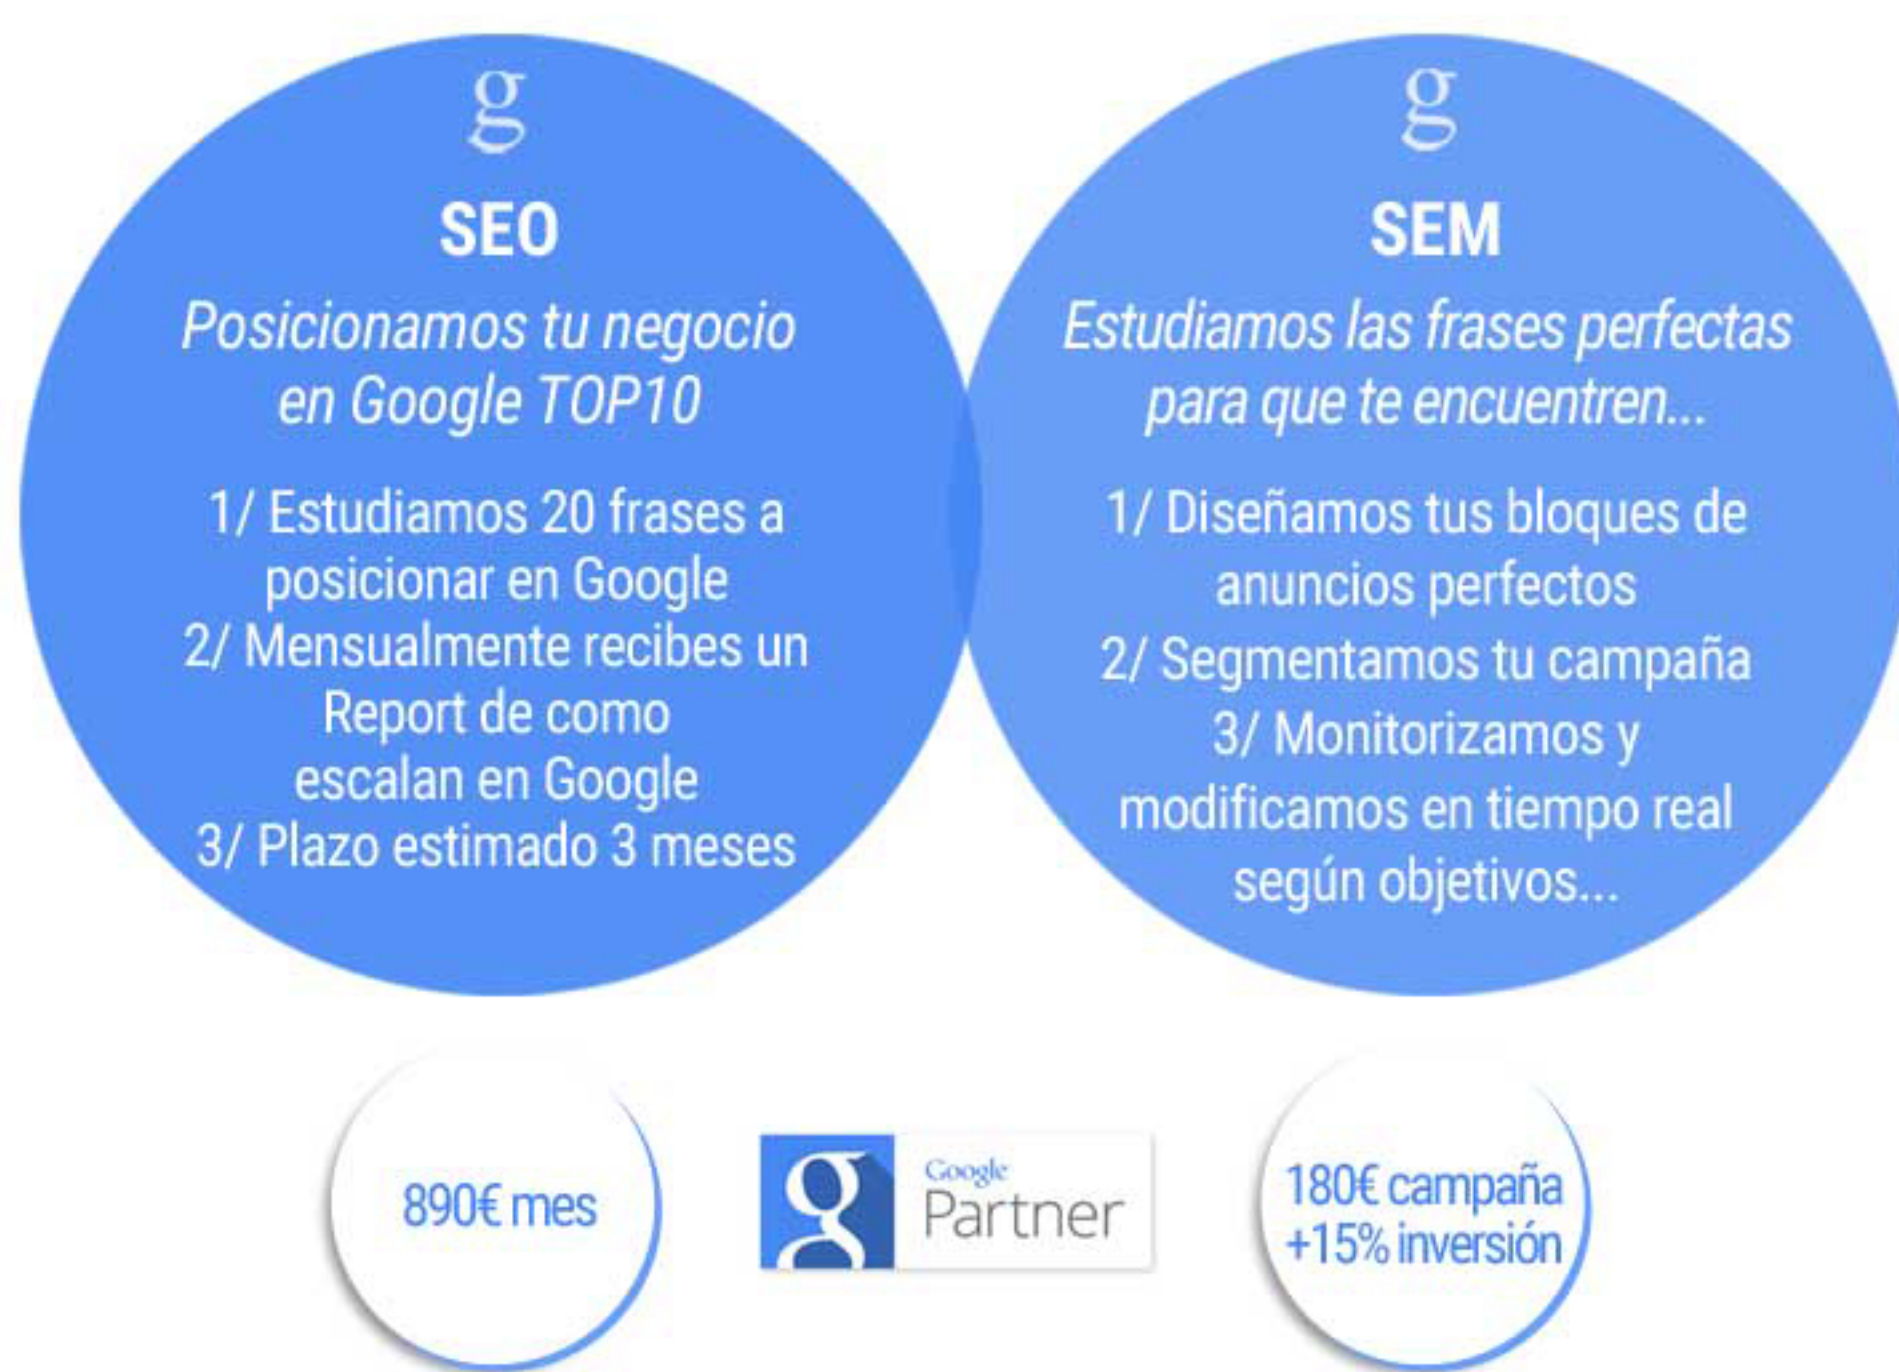 g
SEO
Posicionamos tu negocio
en Google TOP10
1/ Estudiamos 20 frases a
posicionar en Google
2/ Mensualmente recibes un
Report de como
escalan en Google
3/ Plazo estimado 3 meses
g
SEM
Estudiamos las frases perfectas
para que te encuentren...
1/ Diseñamos tus bloques de
anuncios perfectos
2/ Segmentamos tu campaña
3/ Monitorizamos y
modificamos en tiempo real
según objetivos...
890€ mes
g
Google
Partner
180€ campaña
+15% inversión